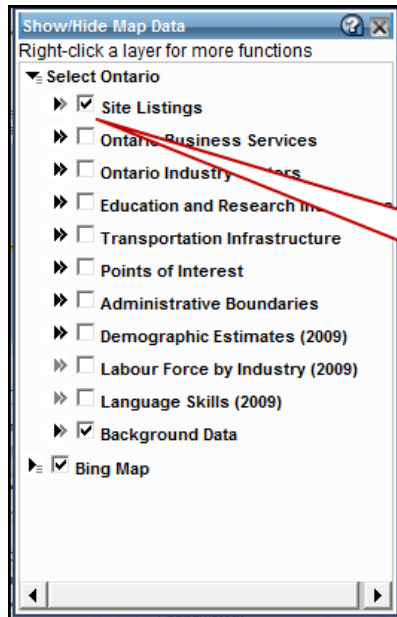 Show/Hide Map Data
Right-click a layer for more functions
Select Ontario
Site Listings
Ontario Business Services
Ontario Industry
Education and Research
Transportation Infrastructure
Points of Interest
Administrative Boundaries
Demographic Estimates (2009)
Labour Force by Industry (2009)
Language Skills (2009)
Background Data
Bing Map